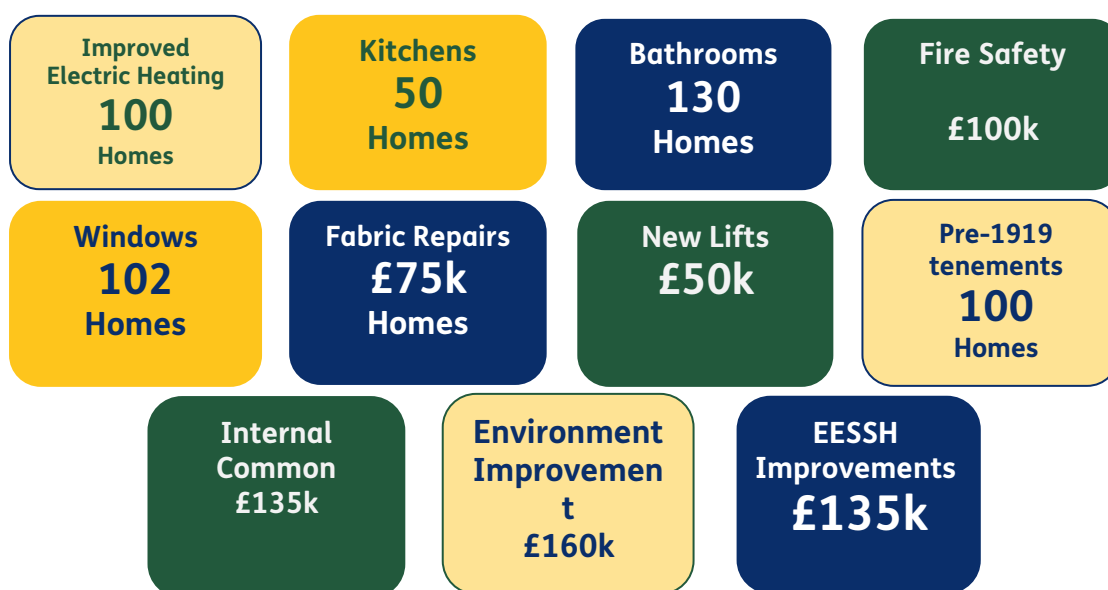 Improved
Electric Heating
100
Homes
Kitchens
50
Homes
Bathrooms
130
Homes
Fire Safety
£100k
Windows
102
Homes
Fabric Repairs
£75k
Homes
New Lifts
£50k
Pre-1919
tenements
100
Homes
Internal
Common
£135k
Environment
Improvemen
t
£160k
EESSH
Improvements
£135k